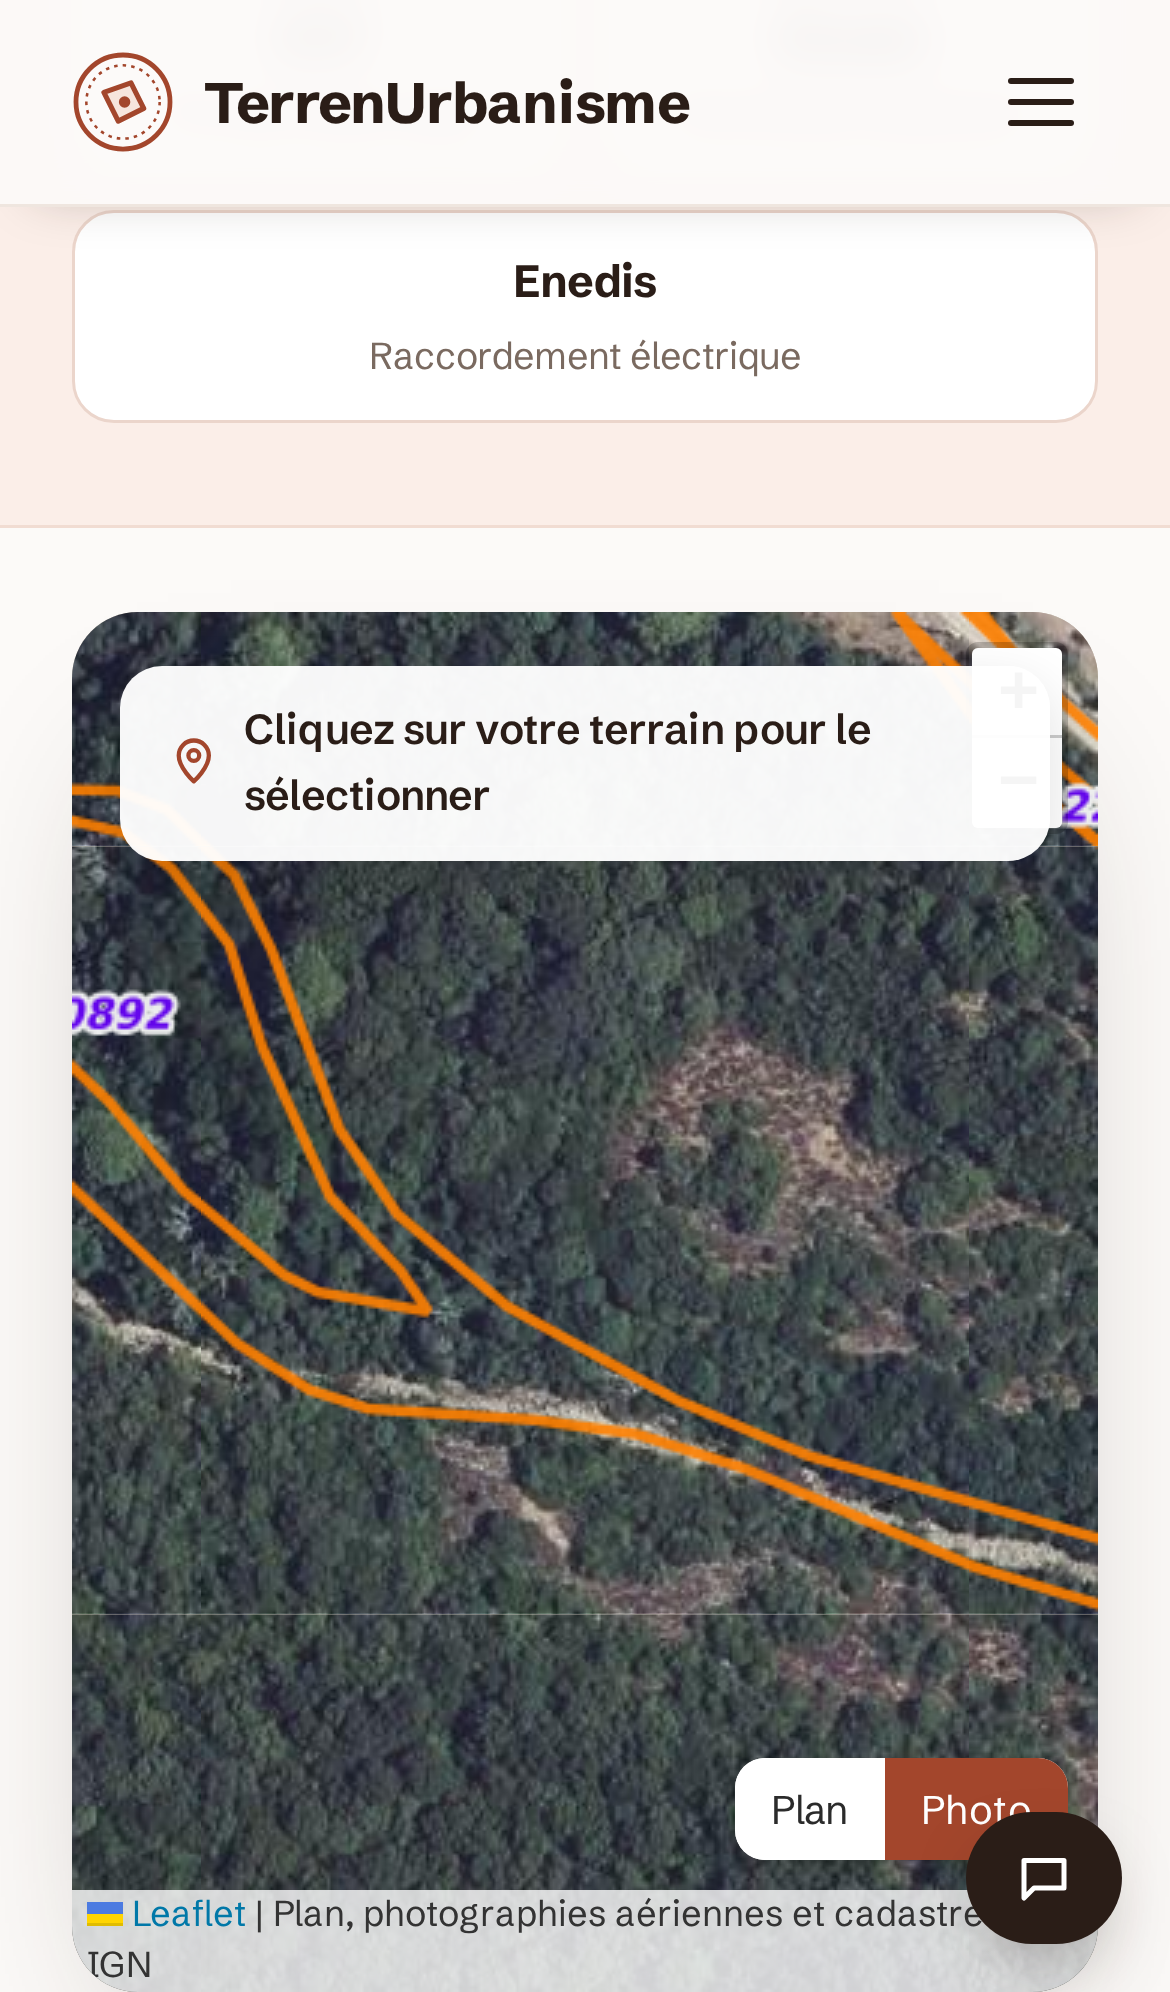 TerrenUrbanisme
Enedis
Raccordement électrique
Cliquez sur votre terrain pour le
sélectionner
+
−
0892
Plan
Photo
Leaflet | Plan, photographies aériennes et cadastre
IGN